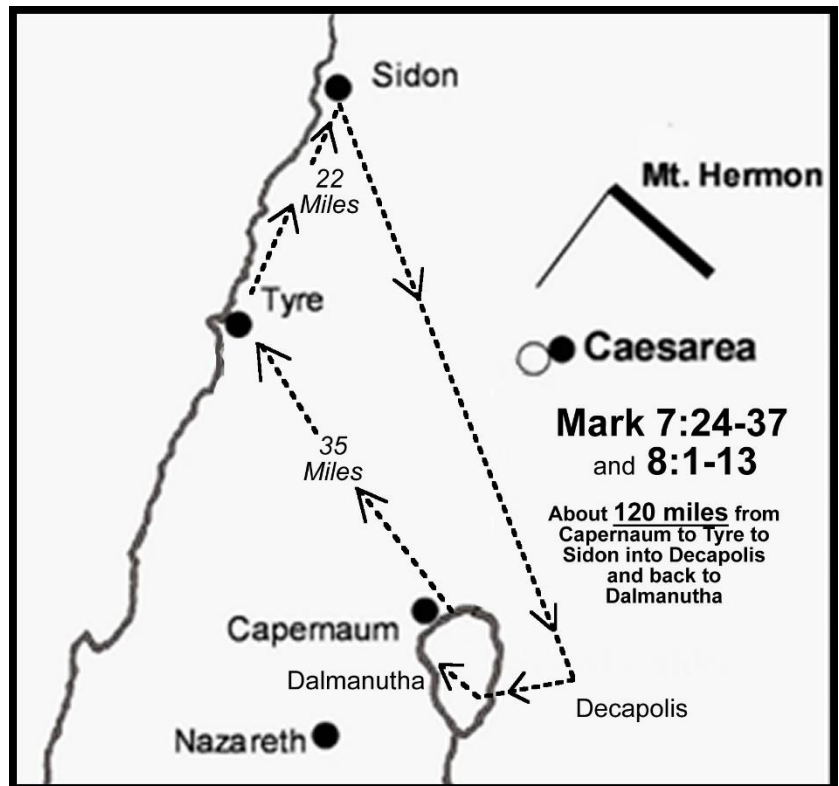 Sidon
22
Miles
Mt. Hermon
Tyre
Caesarea
Mark 7:24-37
and 8:1-13
35
Miles
About 120 miles from
Capernaum to Tyre to
Sidon into Decapolis
and back to
Dalmanutha
Capernaum
Dalmanutha
Decapolis
Nazareth